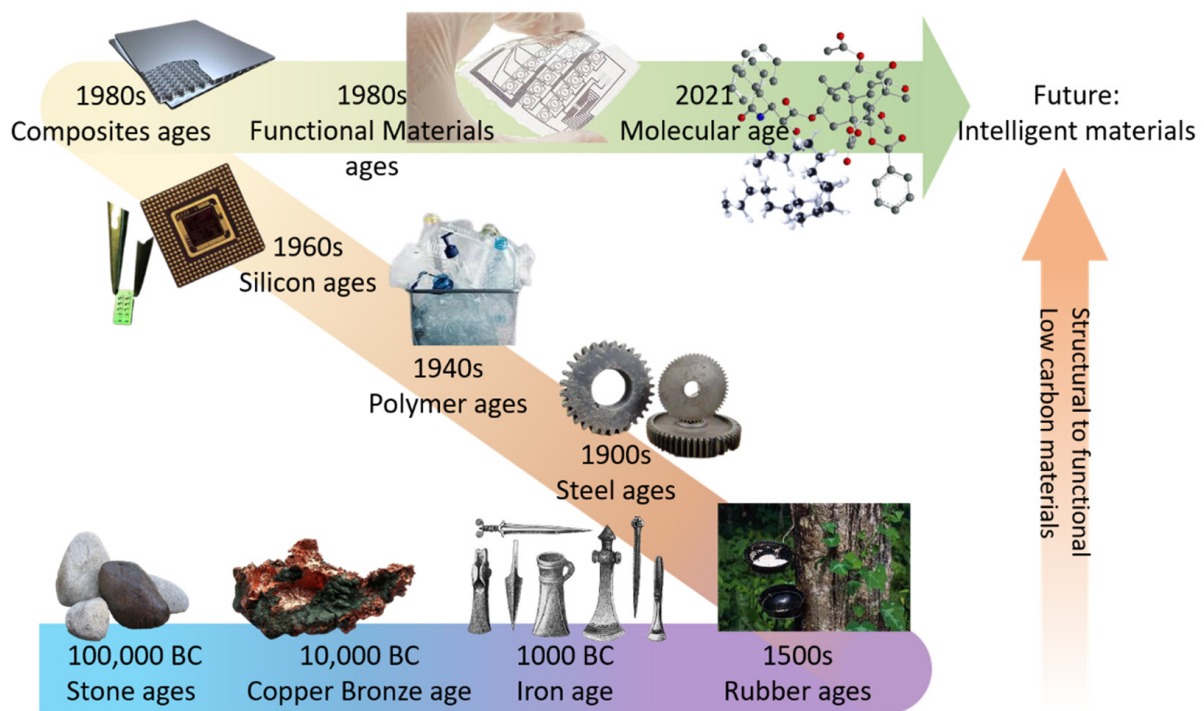 1980s
Composites ages
1980s
Functional Materials
ages
2021
Molecular age
Future:
Intelligent materials
1960s
Silicon ages
1940s
Polymer ages
1900s
Steel ages
Structural to functional
Low carbon materials
100,000 BC
Stone ages
10,000 BC
Copper Bronze age
1000 BC
Iron age
1500s
Rubber ages